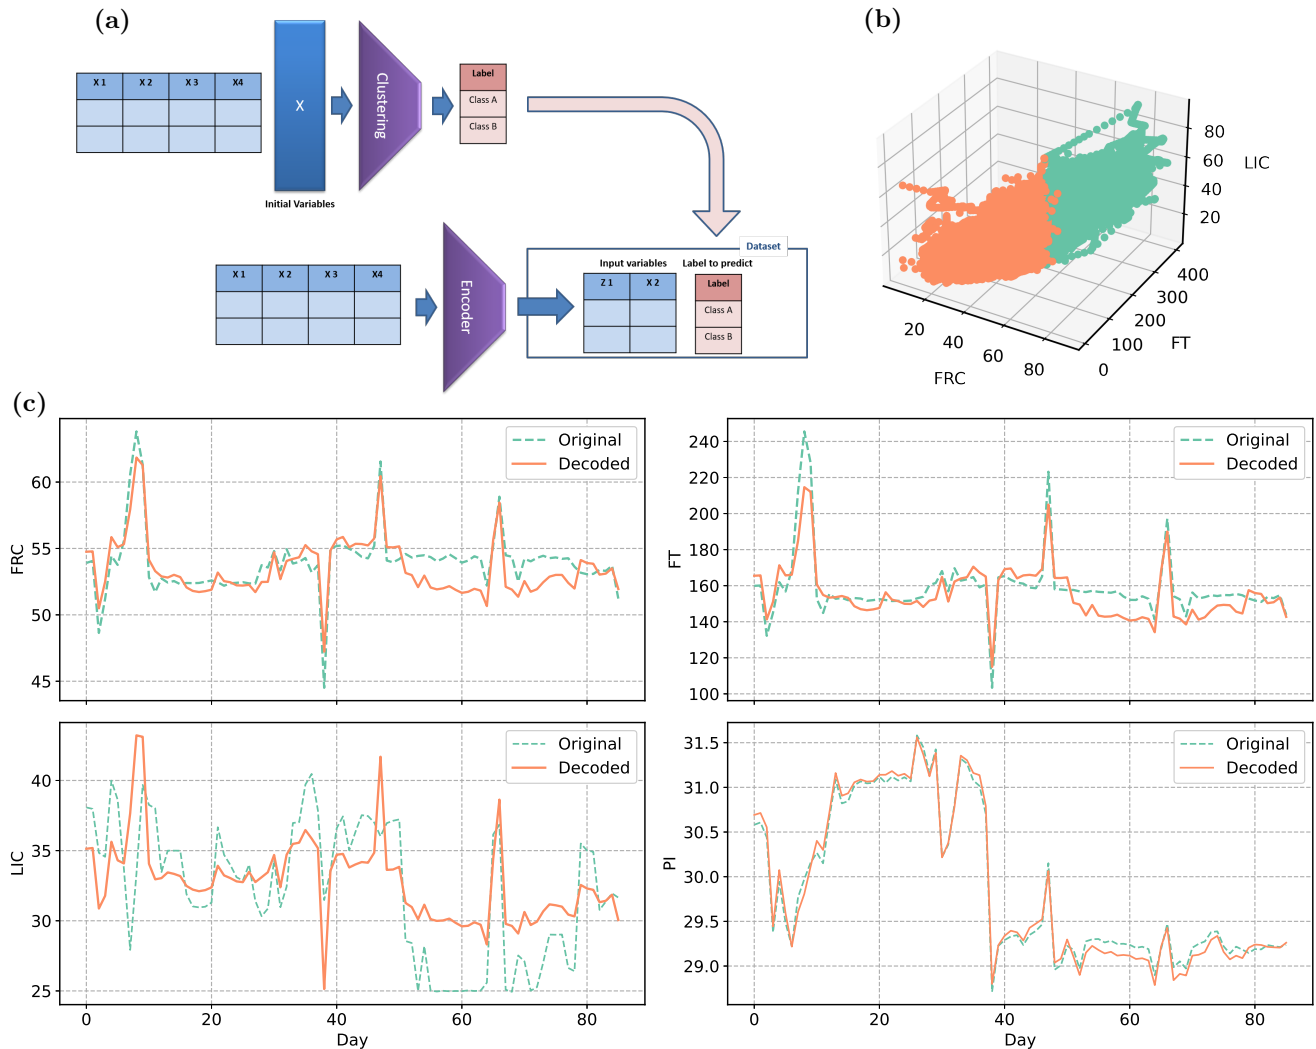 (a)
X 1 X 2 X 3 X4
X
Clustering
Label
Class A
Class B
Initial Variables
X 1 X 2 X 3 X4
Encoder
Dataset
Input variables Label to predict
Z 1 X 2 Label
Class A
Class B
(b)
80
60
40
20
LIC
400
300
200
100
0
FT
20
40
60
80
FRC
(c)
Original
Decoded
60
55
50
45
FRC
Original
Decoded
240
220
200
180
160
140
120
100
FT
Original
Decoded
40
35
30
25
LIC
0 20 40 60 80
Day
Original
Decoded
31.5
31.0
30.5
30.0
29.5
29.0
PI
0 20 40 60 80
Day